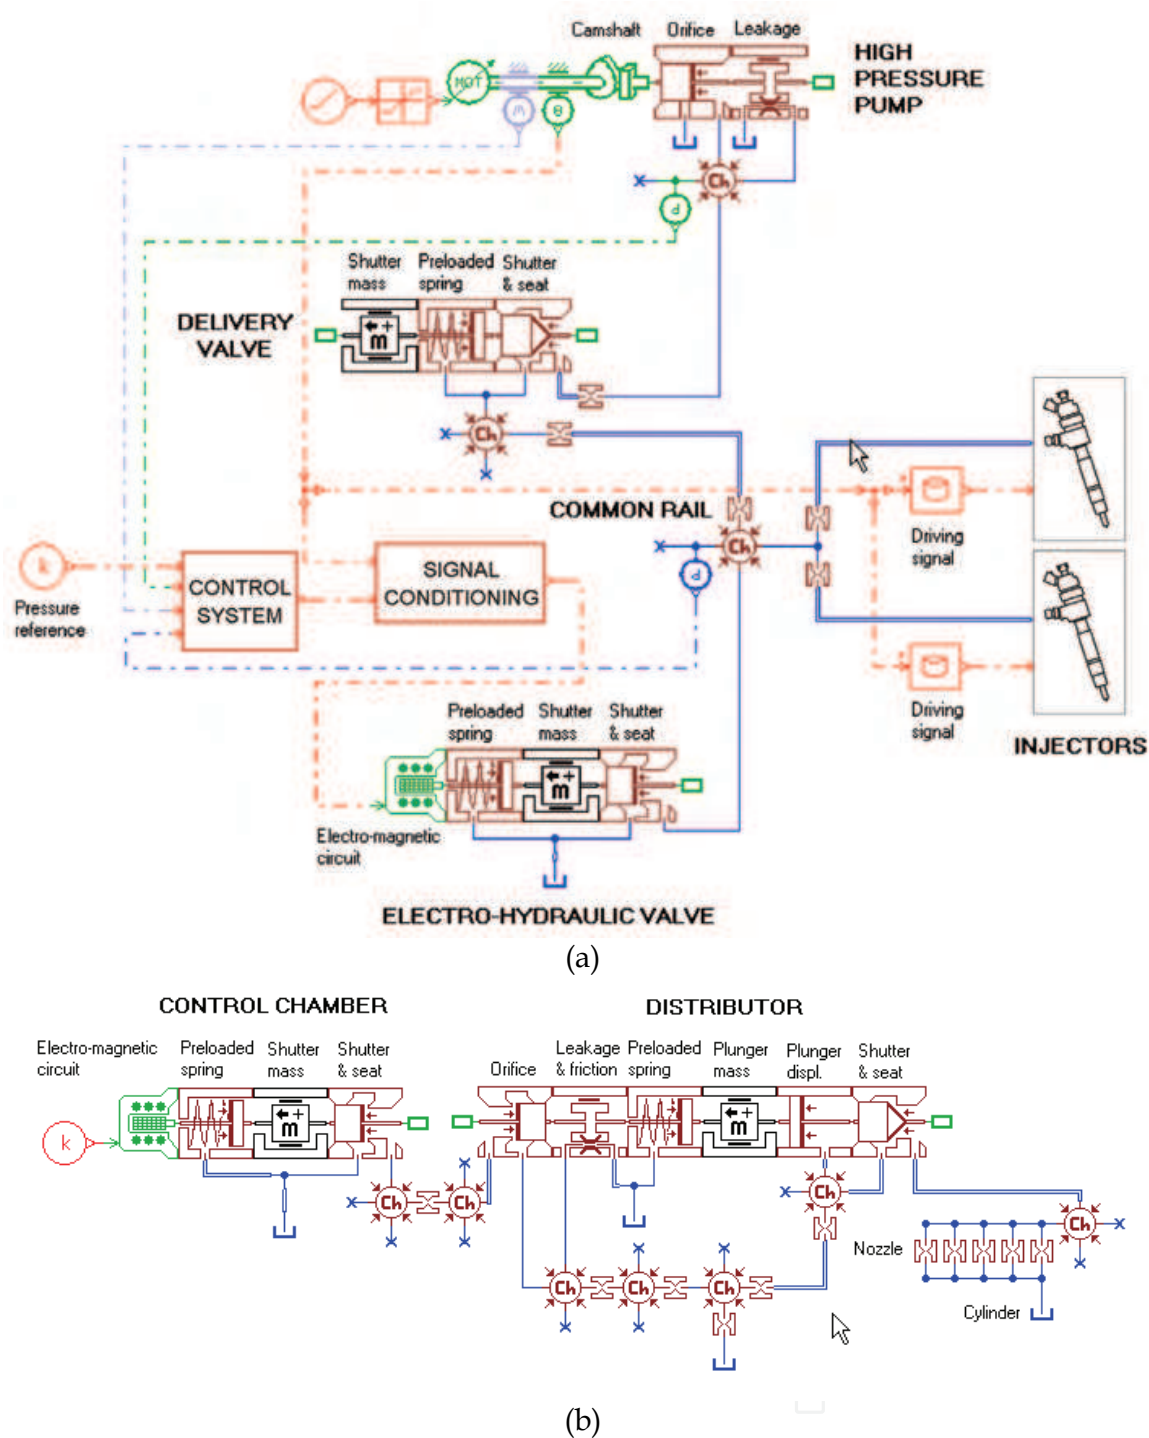 Camshaft
Orifice
Leakage
HIGH
PRESSURE
PUMP
MOT
m
θ
Ch
d
Shutter
mass
Preloaded
spring
Shutter
& seat
DELIVERY
VALVE
m
Ch
COMMON RAIL
Ch
d
Driving
signal
k
Pressure
reference
CONTROL
SYSTEM
SIGNAL
CONDITIONING
Driving
signal
INJECTORS
Preloaded
spring
Shutter
mass
Shutter
& seat
m
Electro-magnetic
circuit
ELECTRO-HYDRAULIC VALVE
(a)
CONTROL CHAMBER
Electro-magnetic
circuit
Preloaded
spring
Shutter
mass
Shutter
& seat
k
m
DISTRIBUTOR
Orifice
Leakage
& friction
Preloaded
spring
Plunger
mass
Plunger
displ.
Shutter
& seat
m
Ch
Ch
Ch
Ch
Nozzle
Ch
Ch
Ch
Cylinder
(b)